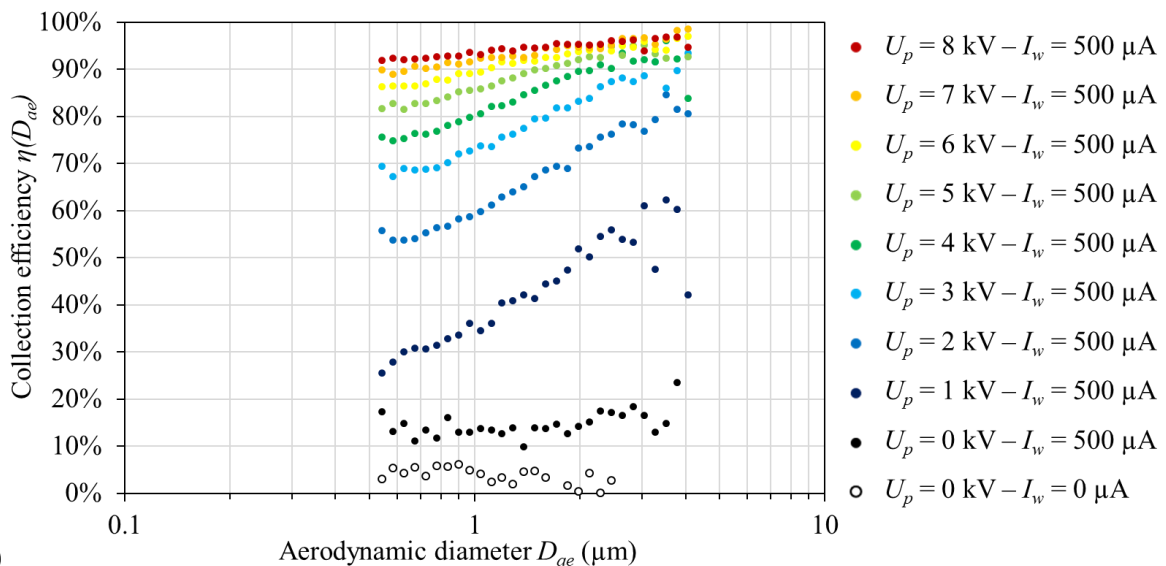 Collection efficiency η(Dae)
100%
90%
80%
70%
60%
50%
40%
30%
20%
10%
0%
0.1
1
10
Aerodynamic diameter Dae (µm)
)
Up = 8 kV – Iw = 500 µA
Up = 7 kV – Iw = 500 µA
Up = 6 kV – Iw = 500 µA
Up = 5 kV – Iw = 500 µA
Up = 4 kV – Iw = 500 µA
Up = 3 kV – Iw = 500 µA
Up = 2 kV – Iw = 500 µA
Up = 1 kV – Iw = 500 µA
Up = 0 kV – Iw = 500 µA
Up = 0 kV – Iw = 0 µA